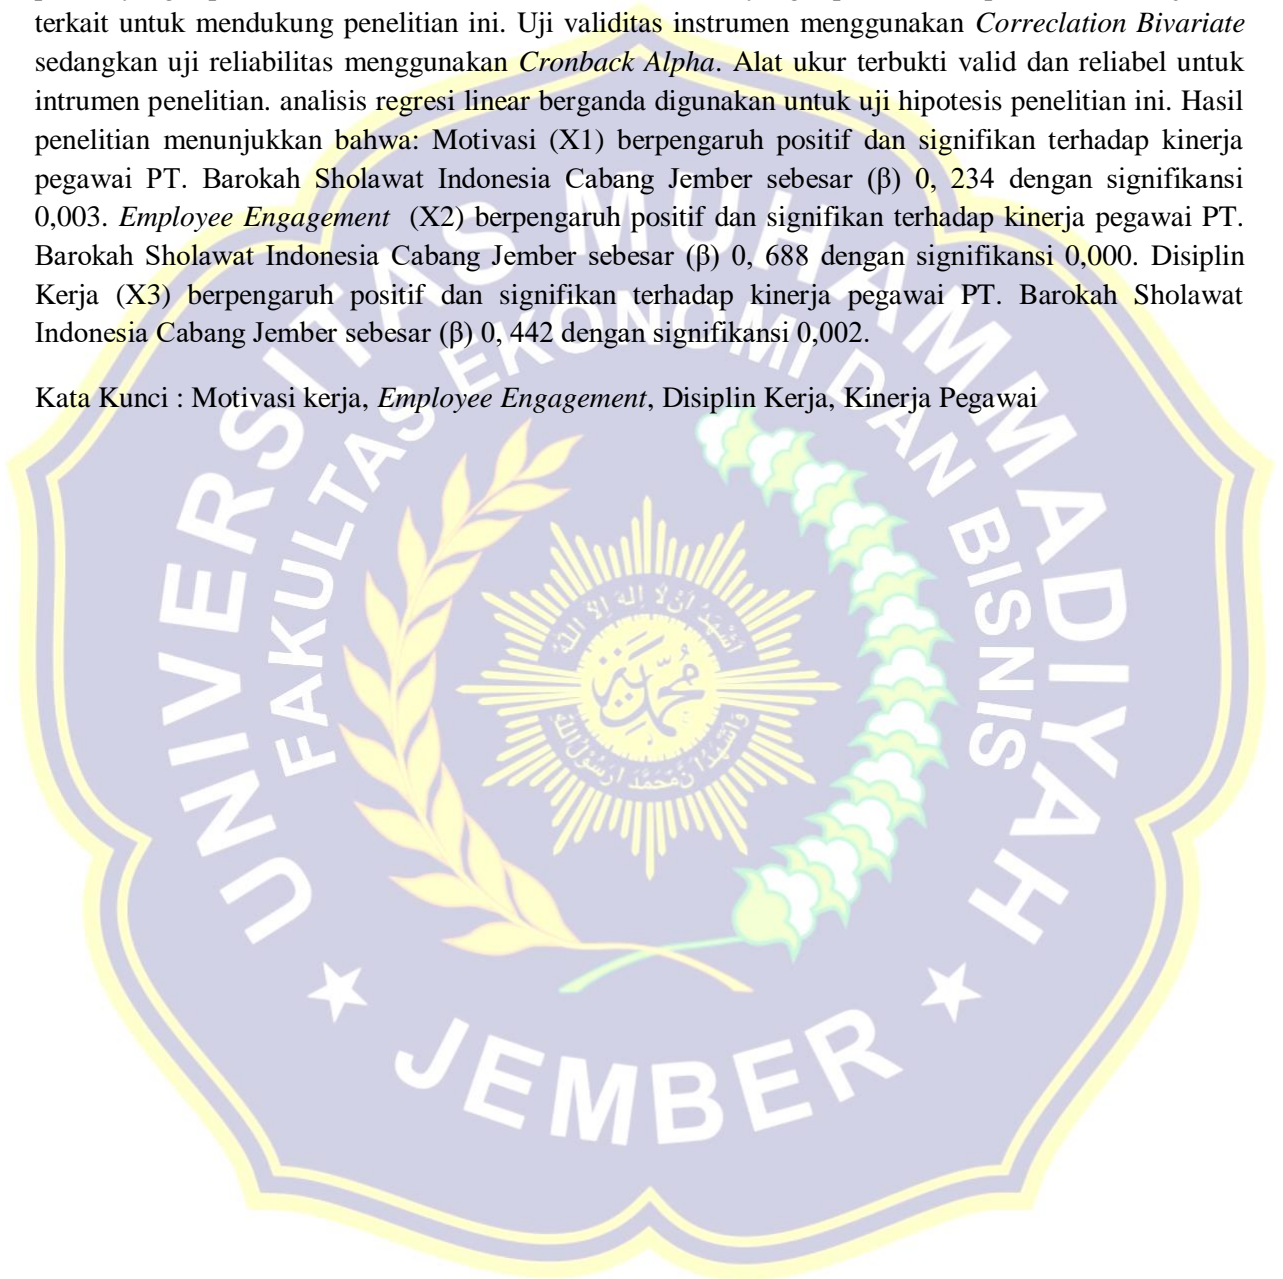 terkait untuk mendukung penelitian ini. Uji validitas instrumen menggunakan Correclation Bivariate
sedangkan uji reliabilitas menggunakan Cronback Alpha. Alat ukur terbukti valid dan reliabel untuk
intrumen penelitian. analisis regresi linear berganda digunakan untuk uji hipotesis penelitian ini. Hasil
penelitian menunjukkan bahwa: Motivasi (X1) berpengaruh positif dan signifikan terhadap kinerja
pegawai PT. Barokah Sholawat Indonesia Cabang Jember sebesar (β) 0, 234 dengan signifikansi
0,003. Employee Engagement (X2) berpengaruh positif dan signifikan terhadap kinerja pegawai PT.
Barokah Sholawat Indonesia Cabang Jember sebesar (β) 0, 688 dengan signifikansi 0,000. Disiplin
Kerja (X3) berpengaruh positif dan signifikan terhadap kinerja pegawai PT. Barokah Sholawat
Indonesia Cabang Jember sebesar (β) 0, 442 dengan signifikansi 0,002.
Kata Kunci : Motivasi kerja, Employee Engagement, Disiplin Kerja, Kinerja Pegawai
UNIVERSITAS MUHAMMADIYAH
FAKULTAS EKONOMI DAN BISNIS
JEMBER